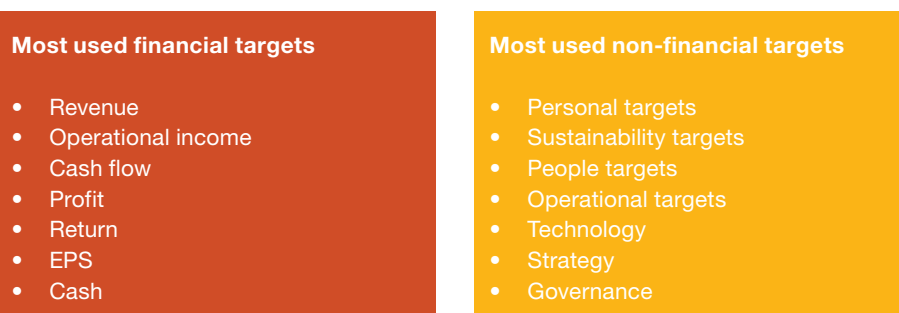 Most used financial targets
• Revenue
• Operational income
• Cash flow
• Profit
• Return
• EPS
• Cash
Most used non-financial targets
• Personal targets
• Sustainability targets
• People targets
• Operational targets
• Technology
• Strategy
• Governance